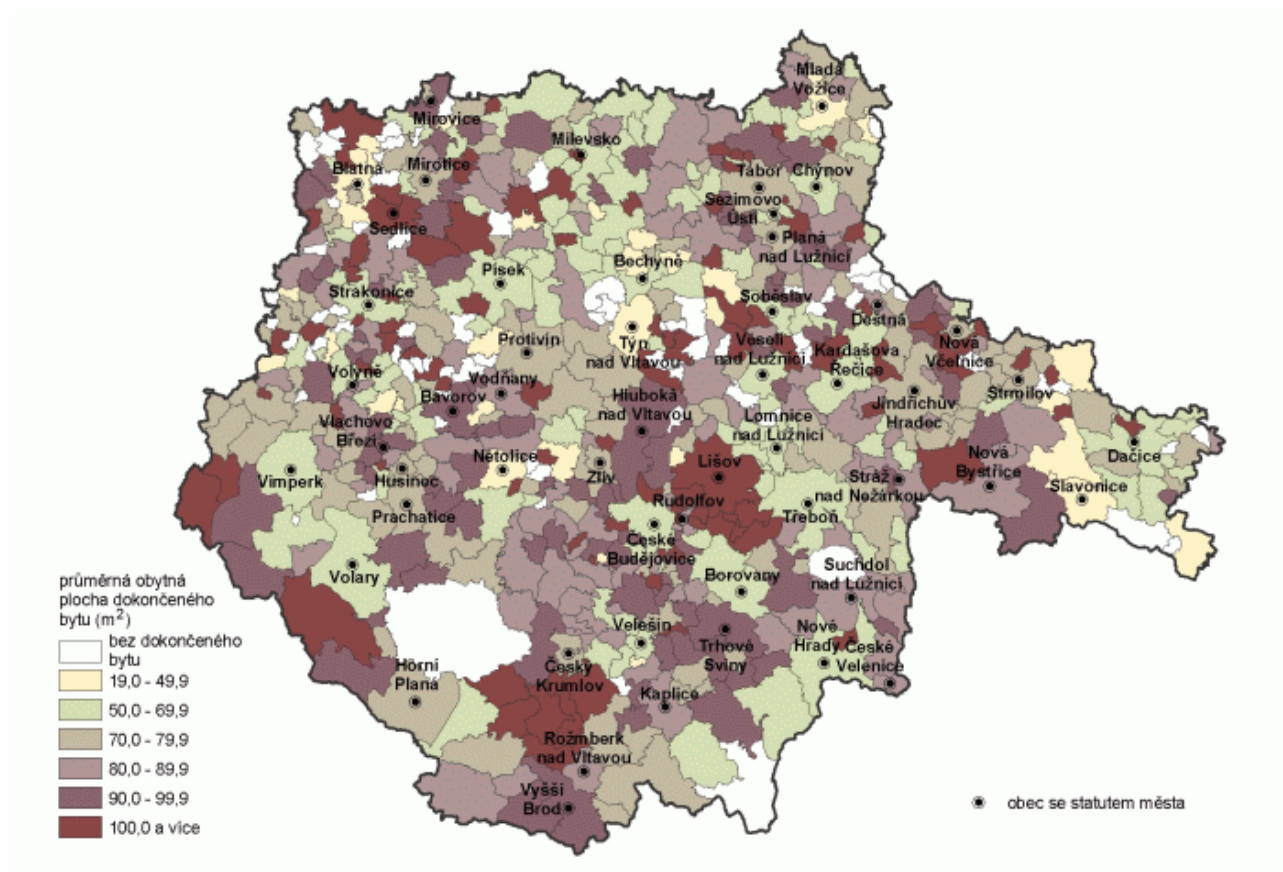 Mladá
Vožice
Mirovice
Milevsko
Mirotice
Blatná
Tábor
Chýnov
Sezimovo
Ústí
Sedlice
Planá
nad Lužnicí
Bechyně
Písek
Strakonice
Soběslav
Deštná
Protivín
Týn
nad Vltavou
Veselí
nad Lužnicí
Kardašova
Řečice
Nová
Včelnice
Volyně
Vodňany
Bavorov
Strmilov
Hluboká
nad Vltavou
Jindřichův
Hradec
Vlachovo
Březí
Lomnice
nad Lužnicí
Dačice
Netolice
Zliv
Lišov
Nová
Bystřice
Vimperk
Husinec
Stráž
nad Nežárkou
Slavonice
Rudolfov
Prachatice
Třeboň
České
Budějovice
Suchdol
nad Lužnicí
Volary
Borovany
průměrná obytná
plocha dokončeného
bytu (m²)
bez dokončeného
bytu
19,0 - 49,9
50,0 - 69,9
70,0 - 79,9
80,0 - 89,9
90,0 - 99,9
100,0 a více
Velešín
Trhové
Sviny
Nové
Hrady
České
Velenice
Horní
Planá
Český
Krumlov
Kaplice
Rožmberk
nad Vltavou
Vyšší
Brod
obec se statutem města